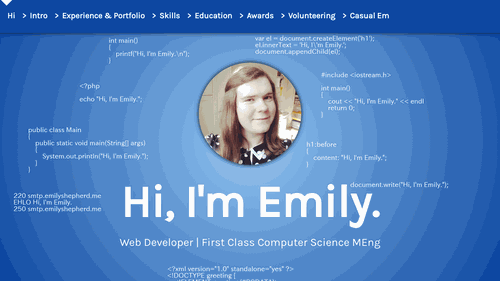 Hi > Intro > Experience & Portfolio > Skills > Education > Awards > Volunteering > Casual Em
int main()
{
printf("Hi, I'm Emily.\n");
}
var el = document.createElement('h1');
el.innerText = 'Hi, I\'m Emily.';
document.appendChild(el);
<?php
echo "Hi, I'm Emily.";
#include <iostream.h>
int main()
{
cout << "Hi, I'm Emily." << endl
return 0;
}
public class Main
{
public static void main(String[] args)
{
System.out.println("Hi, I'm Emily.");
}
}
h1:before
{
content: "Hi, I'm Emily.";
}
document.write("Hi, I'm Emily.");
220 smtp.emilyshepherd.me
EHLO Hi, I'm Emily.
250 smtp.emilyshepherd.me
Hi, I'm Emily.
Web Developer | First Class Computer Science MEng
<?xml version="1.0" standalone="yes" ?>
<!DOCTYPE greeting [